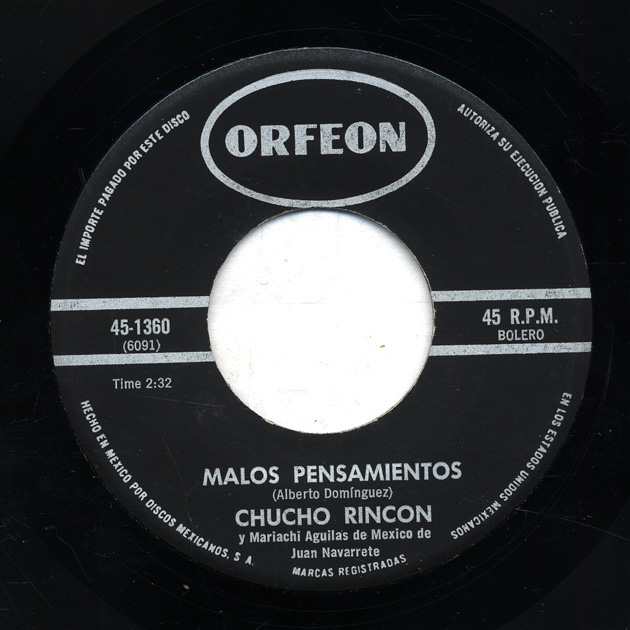 ORFEON
EL IMPORTE PAGADO POR ESTE DISCO
AUTORIZA SU EJECUCION PUBLICA
45-1360
(6091)
45 R.P.M.
BOLERO
Time 2:32
EN LOS ESTADOS UNIDOS MEXICANOS
MALOS PENSAMIENTOS
(Alberto Domínguez)
CHUCHO RINCON
y Mariachi Aguilas de Mexico de
Juan Navarrete
HECHO EN MEXICO POR DISCOS MEXICANOS, S A.
MARCAS REGISTRADAS